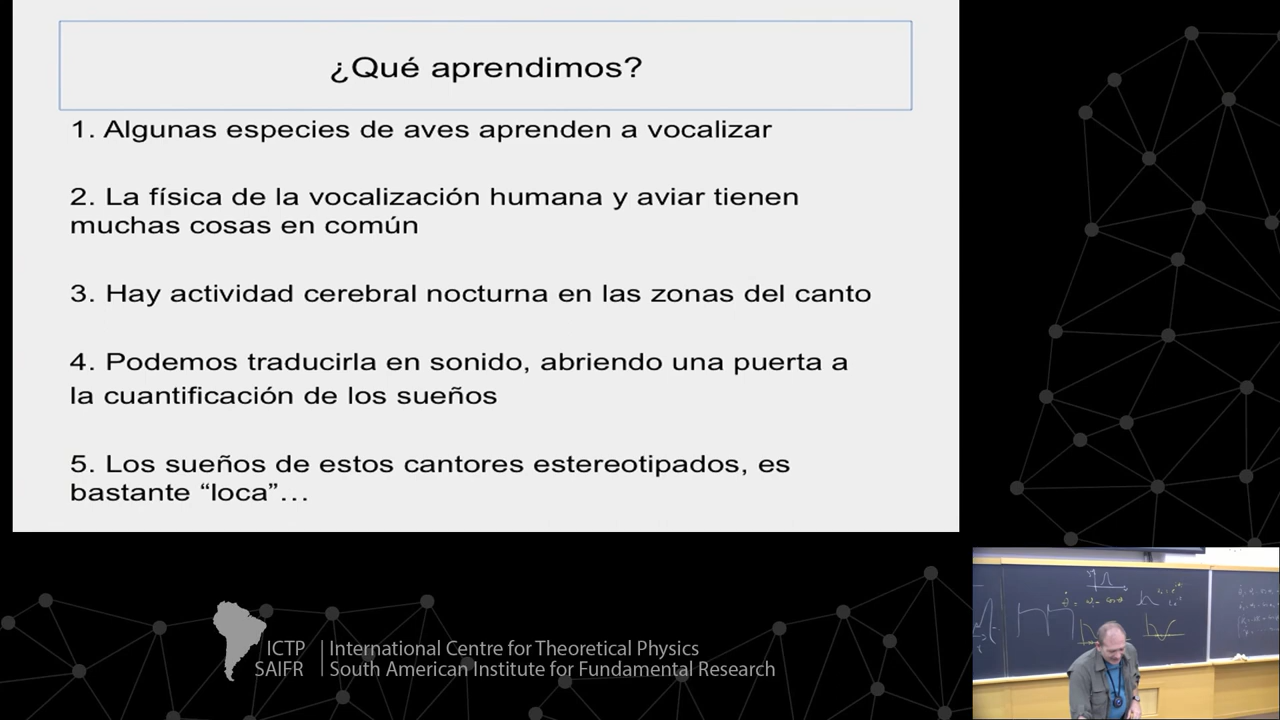 ¿Qué aprendimos?
1. Algunas especies de aves aprenden a vocalizar
2. La física de la vocalización humana y aviar tienen
muchas cosas en común
3. Hay actividad cerebral nocturna en las zonas del canto
4. Podemos traducirla en sonido, abriendo una puerta a
la cuantificación de los sueños
5. Los sueños de estos cantores estereotipados, es
bastante “loca”…
ICTP
SAIFR
International Centre for Theoretical Physics
South American Institute for Fundamental Research